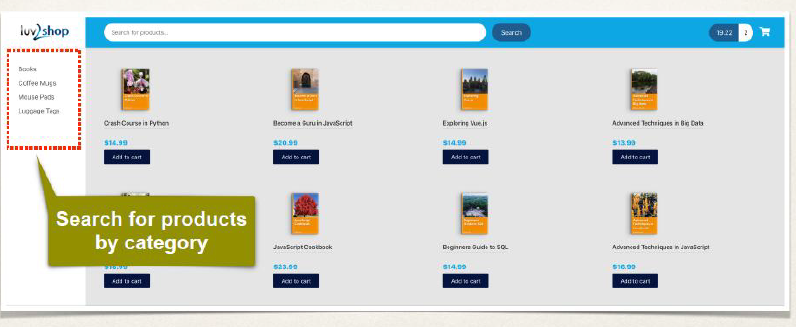 luv2shop
Search for products...
Search
19.22
2
Books
Coffee Mugs
Mouse Pads
Luggage Tags
Crash Course in Python
Become a Guru in JavaScript
Exploring Vue.js
Advanced Techniques in Big Data
$14.99
$20.99
$14.99
$13.99
Add to cart
Add to cart
Add to cart
Add to cart
Search for products
by category
JavaScript Cookbook
Beginners Guide to SQL
Advanced Techniques in JavaScript
$23.99
$14.99
$16.99
Add to cart
Add to cart
Add to cart
Add to cart